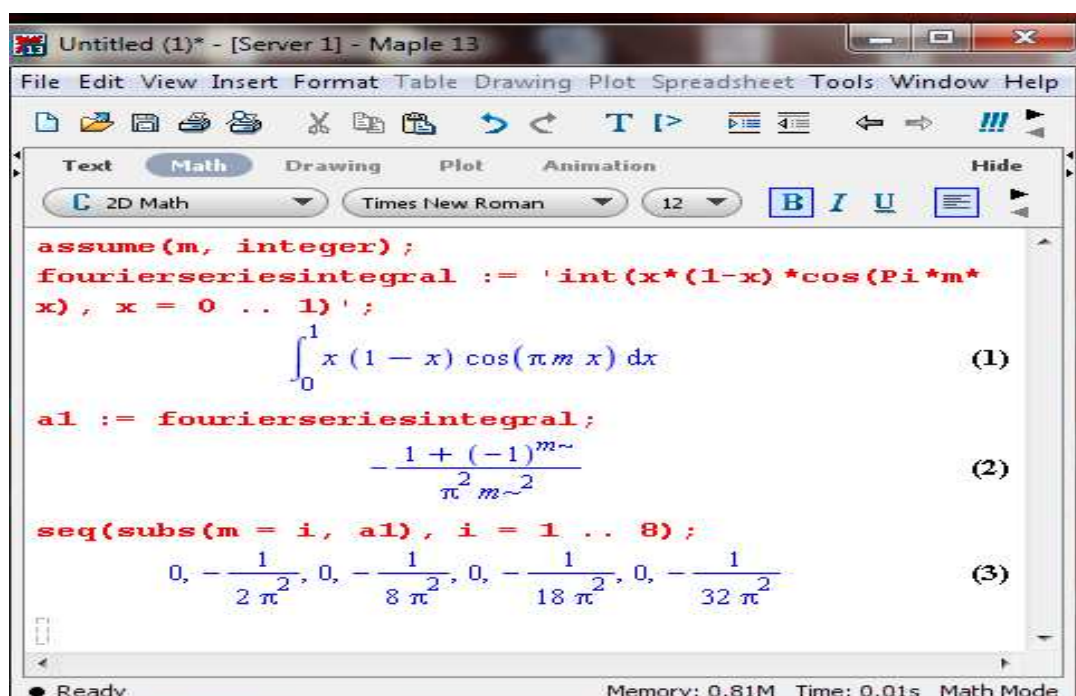 Untitled (1)* - [Server 1] - Maple 13
File Edit View Insert Format Table Drawing Plot Spreadsheet Tools Window Help
Text Math Drawing Plot Animation Hide
C 2D Math Times New Roman 12 B I U
assume(m, integer);
fourierseriesintegral := 'int(x*(1-x)*cos(Pi*m*
x), x = 0 .. 1)';
∫₀¹ x (1 − x) cos(π m x) dx (1)
a1 := fourierseriesintegral;
− (1 + (−1)^m~) / (π² m~²) (2)
seq(subs(m = i, a1), i = 1 .. 8);
0, −1/(2 π²), 0, −1/(8 π²), 0, −1/(18 π²), 0, −1/(32 π²) (3)
Ready Memory: 0.81M Time: 0.01s Math Mode